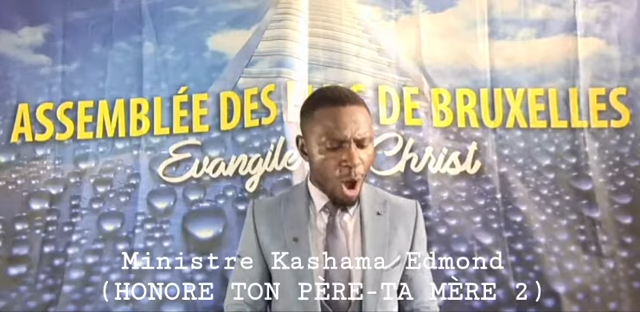 ASSEMBLÉE DES DE BRUXELLES
Evangile Christ
Ministre Kashama Edmond
(HONORE TON PÈRE-TA MÈRE 2)